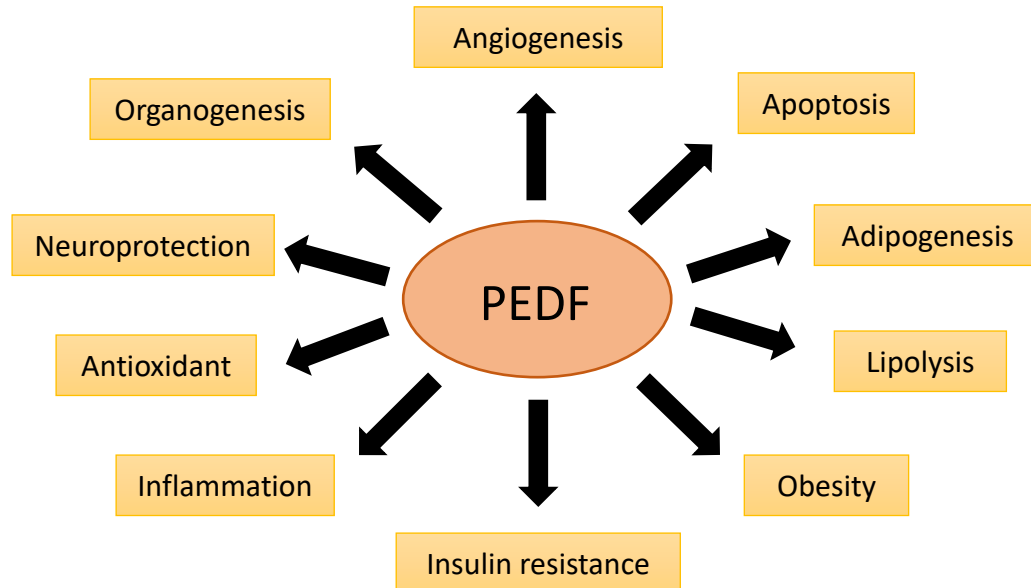 Angiogenesis
Organogenesis
Apoptosis
Neuroprotection
Adipogenesis
PEDF
Antioxidant
Lipolysis
Inflammation
Obesity
Insulin resistance